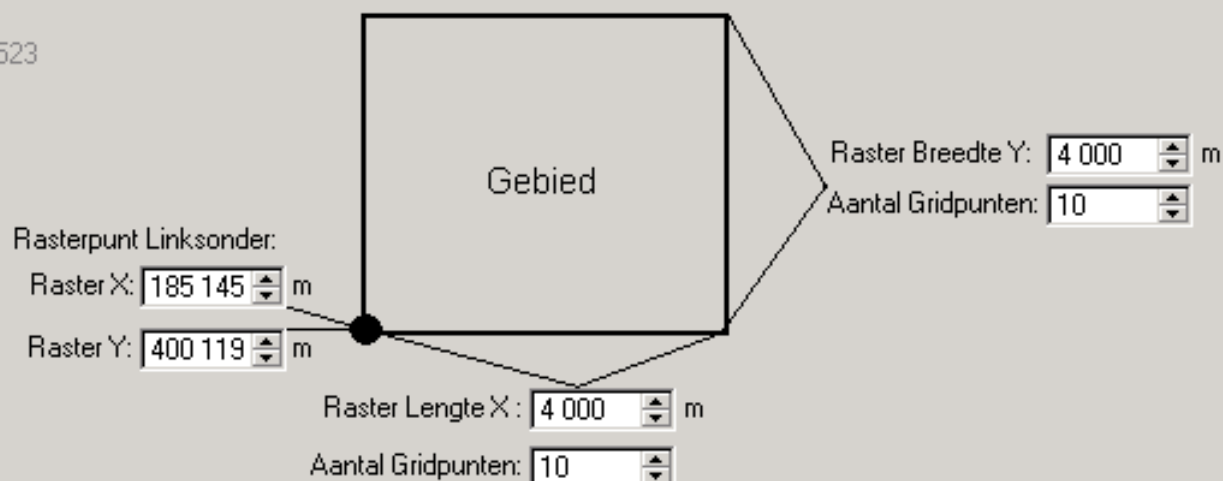 523
Gebied
Raster Breedte Y: 4 000 m
Aantal Gridpunten: 10
Rasterpunt Linksonder:
Raster X: 185 145 m
Raster Y: 400 119 m
Raster Lengte X : 4 000 m
Aantal Gridpunten: 10